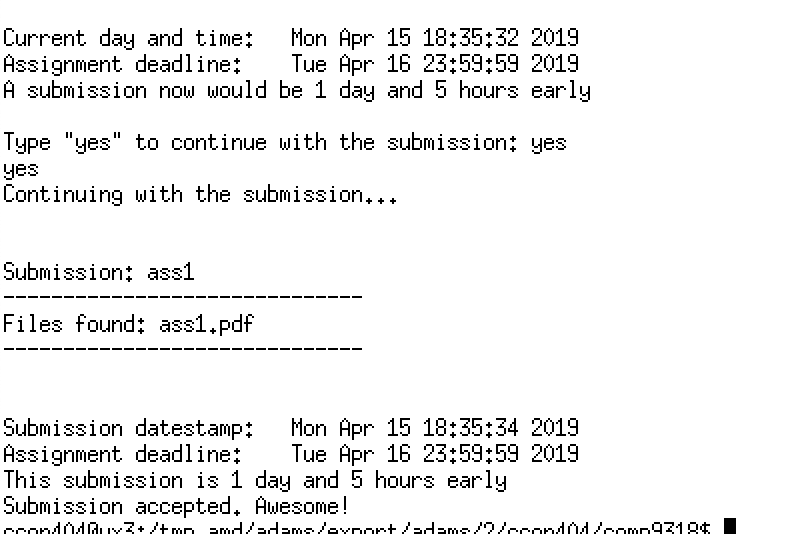 Current day and time:   Mon Apr 15 18:35:32 2019
Assignment deadline:    Tue Apr 16 23:59:59 2019
A submission now would be 1 day and 5 hours early
Type "yes" to continue with the submission: yes
yes
Continuing with the submission...
Submission: ass1
------------------------------
Files found: ass1.pdf
------------------------------
Submission datestamp:   Mon Apr 15 18:35:34 2019
Assignment deadline:    Tue Apr 16 23:59:59 2019
This submission is 1 day and 5 hours early
Submission accepted. Awesome!